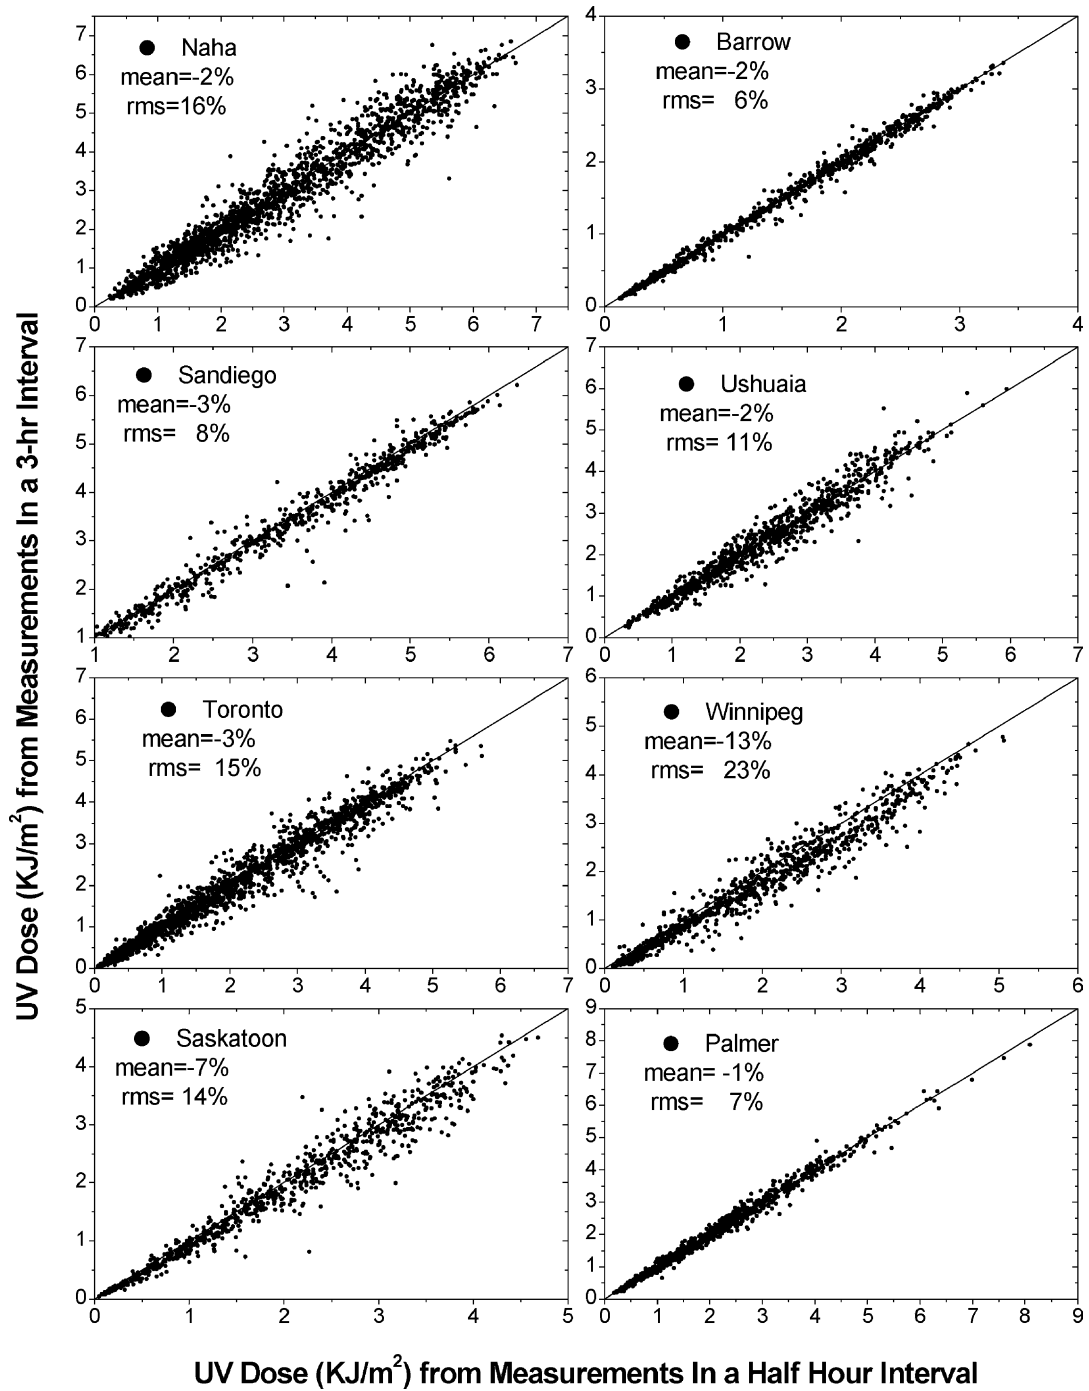 UV Dose (KJ/m2) from Measurements In a 3-hr Interval
Naha
mean=-2%
rms=16%
7
6
5
4
3
2
1
0
0 1 2 3 4 5 6 7
Barrow
mean=-2%
rms= 6%
4
3
2
1
0
0 1 2 3 4
Sandiego
mean=-3%
rms= 8%
7
6
5
4
3
2
1
1 2 3 4 5 6 7
Ushuaia
mean=-2%
rms= 11%
7
6
5
4
3
2
1
0
0 1 2 3 4 5 6 7
Toronto
mean=-3%
rms= 15%
7
6
5
4
3
2
1
0
0 1 2 3 4 5 6 7
Winnipeg
mean=-13%
rms= 23%
6
5
4
3
2
1
0
0 1 2 3 4 5 6
Saskatoon
mean=-7%
rms= 14%
5
4
3
2
1
0
0 1 2 3 4 5
Palmer
mean= -1%
rms= 7%
9
8
7
6
5
4
3
2
1
0
0 1 2 3 4 5 6 7 8 9
UV Dose (KJ/m2) from Measurements In a Half Hour Interval